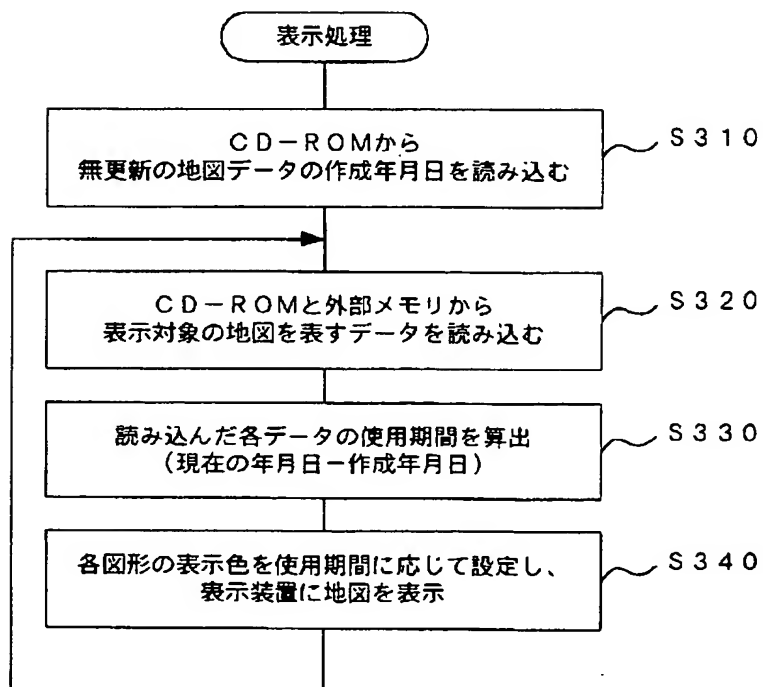 表示処理
CD-ROMから
無更新の地図データの作成年月日を読み込む
S310
CD-ROMと外部メモリから
表示対象の地図を表すデータを読み込む
S320
読み込んだ各データの使用期間を算出
(現在の年月日-作成年月日)
S330
各図形の表示色を使用期間に応じて設定し、
表示装置に地図を表示
S340